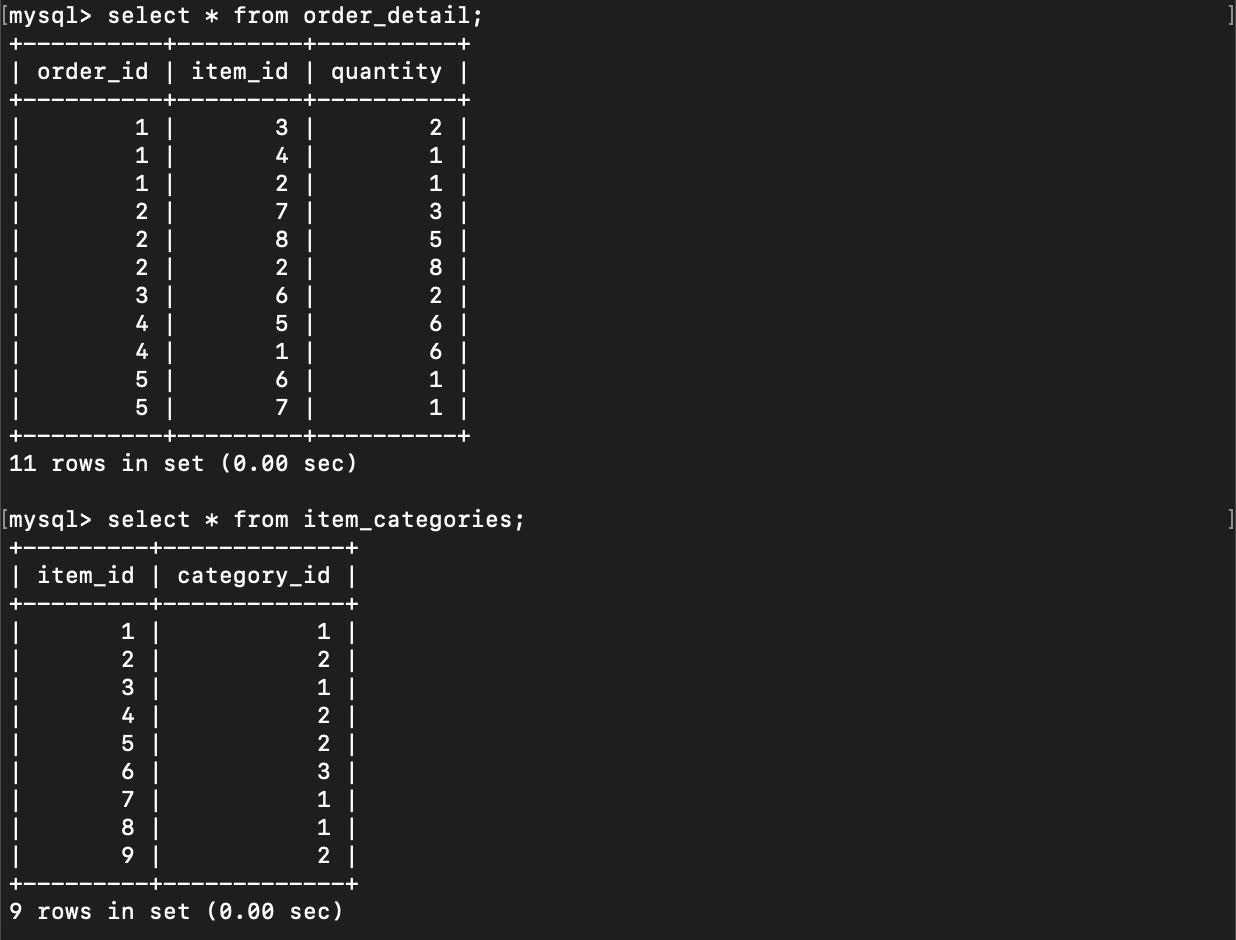 [mysql> select * from order_detail; ]
+----------+---------+----------+
| order_id | item_id | quantity |
+----------+---------+----------+
|        1 |       3 |        2 |
|        1 |       4 |        1 |
|        1 |       2 |        1 |
|        2 |       7 |        3 |
|        2 |       8 |        5 |
|        2 |       2 |        8 |
|        3 |       6 |        2 |
|        4 |       5 |        6 |
|        4 |       1 |        6 |
|        5 |       6 |        1 |
|        5 |       7 |        1 |
+----------+---------+----------+
11 rows in set (0.00 sec)

[mysql> select * from item_categories; ]
+---------+-------------+
| item_id | category_id |
+---------+-------------+
|       1 |           1 |
|       2 |           2 |
|       3 |           1 |
|       4 |           2 |
|       5 |           2 |
|       6 |           3 |
|       7 |           1 |
|       8 |           1 |
|       9 |           2 |
+---------+-------------+
9 rows in set (0.00 sec)